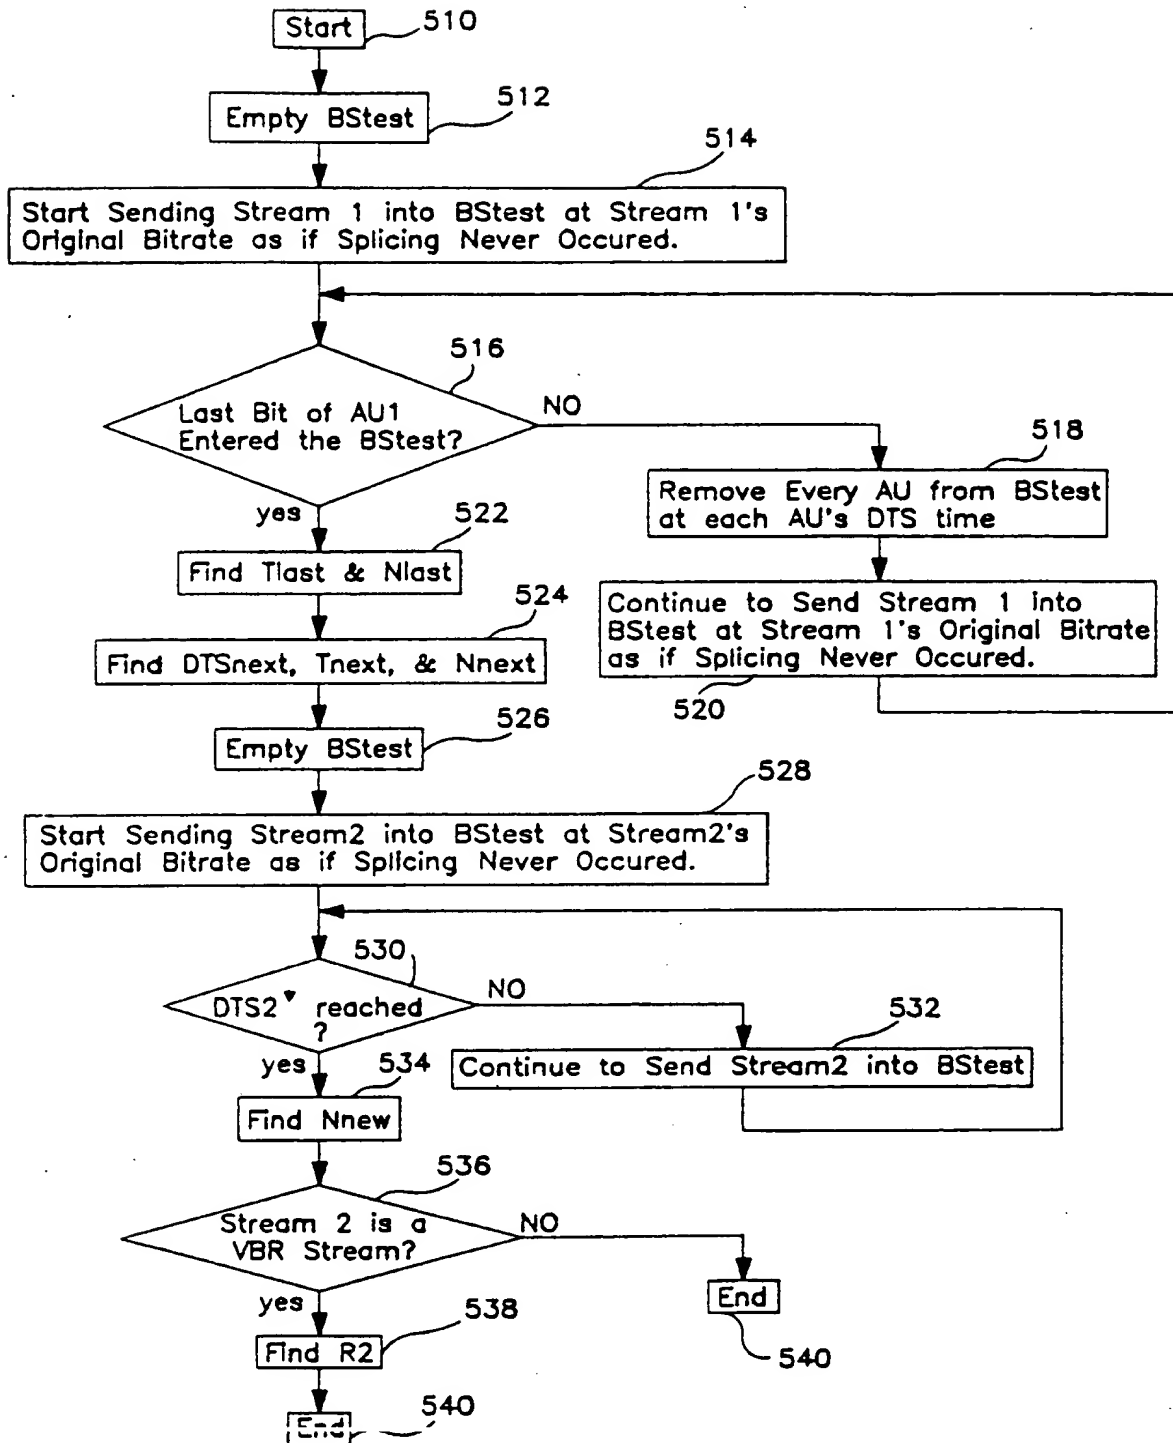 Start
510
Empty BStest
512
514
Start Sending Stream 1 into BStest at Stream 1's
Original Bitrate as if Splicing Never Occured.
516
Last Bit of AU1
Entered the BStest?
NO
yes
518
Remove Every AU from BStest
at each AU's DTS time
522
Find Tlast & Nlast
Continue to Send Stream 1 into
BStest at Stream 1's Original Bitrate
as if Splicing Never Occured.
520
524
Find DTSnext, Tnext, & Nnext
526
Empty BStest
528
Start Sending Stream2 into BStest at Stream2's
Original Bitrate as if Splicing Never Occured.
530
DTS2* reached
?
NO
yes
532
Continue to Send Stream2 into BStest
534
Find Nnew
536
Stream 2 is a
VBR Stream?
NO
yes
End
540
538
Find R2
End
540